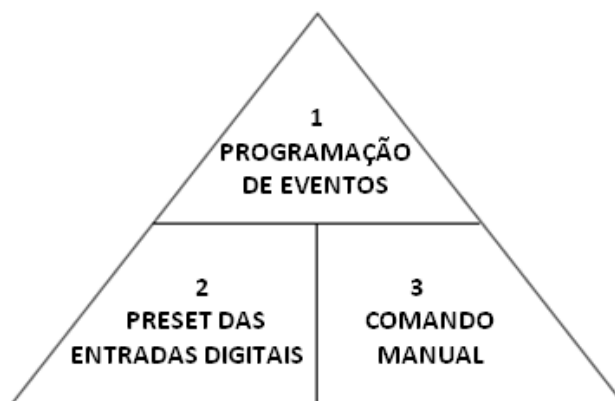 1
PROGRAMAÇÃO
DE EVENTOS
2
PRESET DAS
ENTRADAS DIGITAIS
3
COMANDO
MANUAL